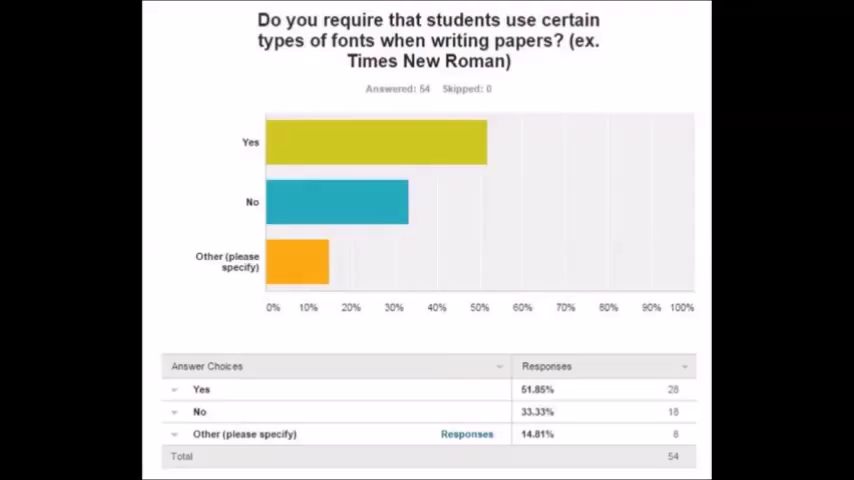 Do you require that students use certain
types of fonts when writing papers? (ex.
Times New Roman)
Answered: 54 Skipped: 0
Yes
No
Other (please
specify)
0% 10% 20% 30% 40% 50% 60% 70% 80% 90% 100%
Answer Choices Responses
Yes 51.85% 28
No 33.33% 18
Other (please specify) Responses 14.81% 8
Total 54